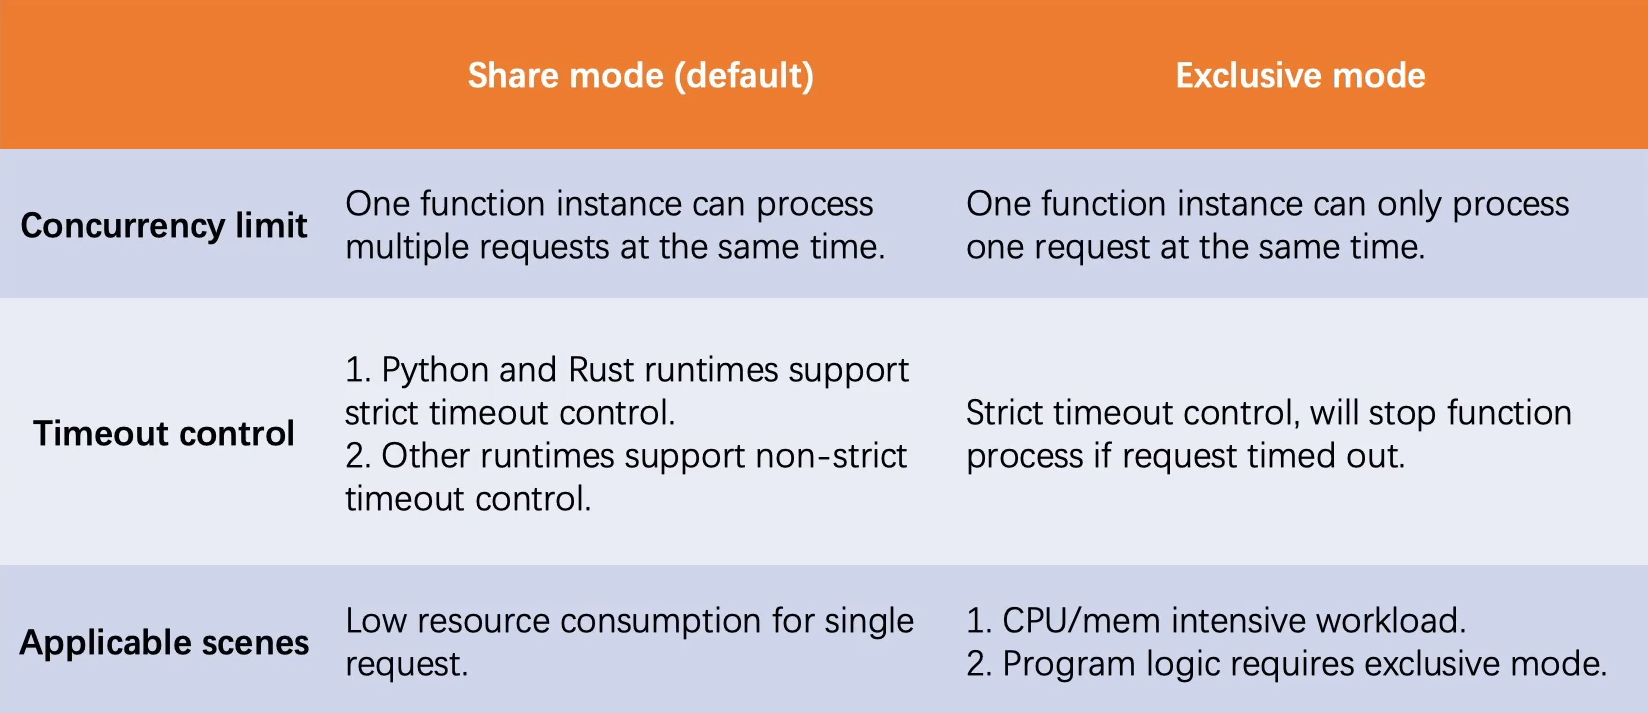 Share mode (default)
Exclusive mode
Concurrency limit
One function instance can process
multiple requests at the same time.
One function instance can only process
one request at the same time.
Timeout control
1. Python and Rust runtimes support
strict timeout control.
2. Other runtimes support non-strict
timeout control.
Strict timeout control, will stop function
process if request timed out.
Applicable scenes
Low resource consumption for single
request.
1. CPU/mem intensive workload.
2. Program logic requires exclusive mode.